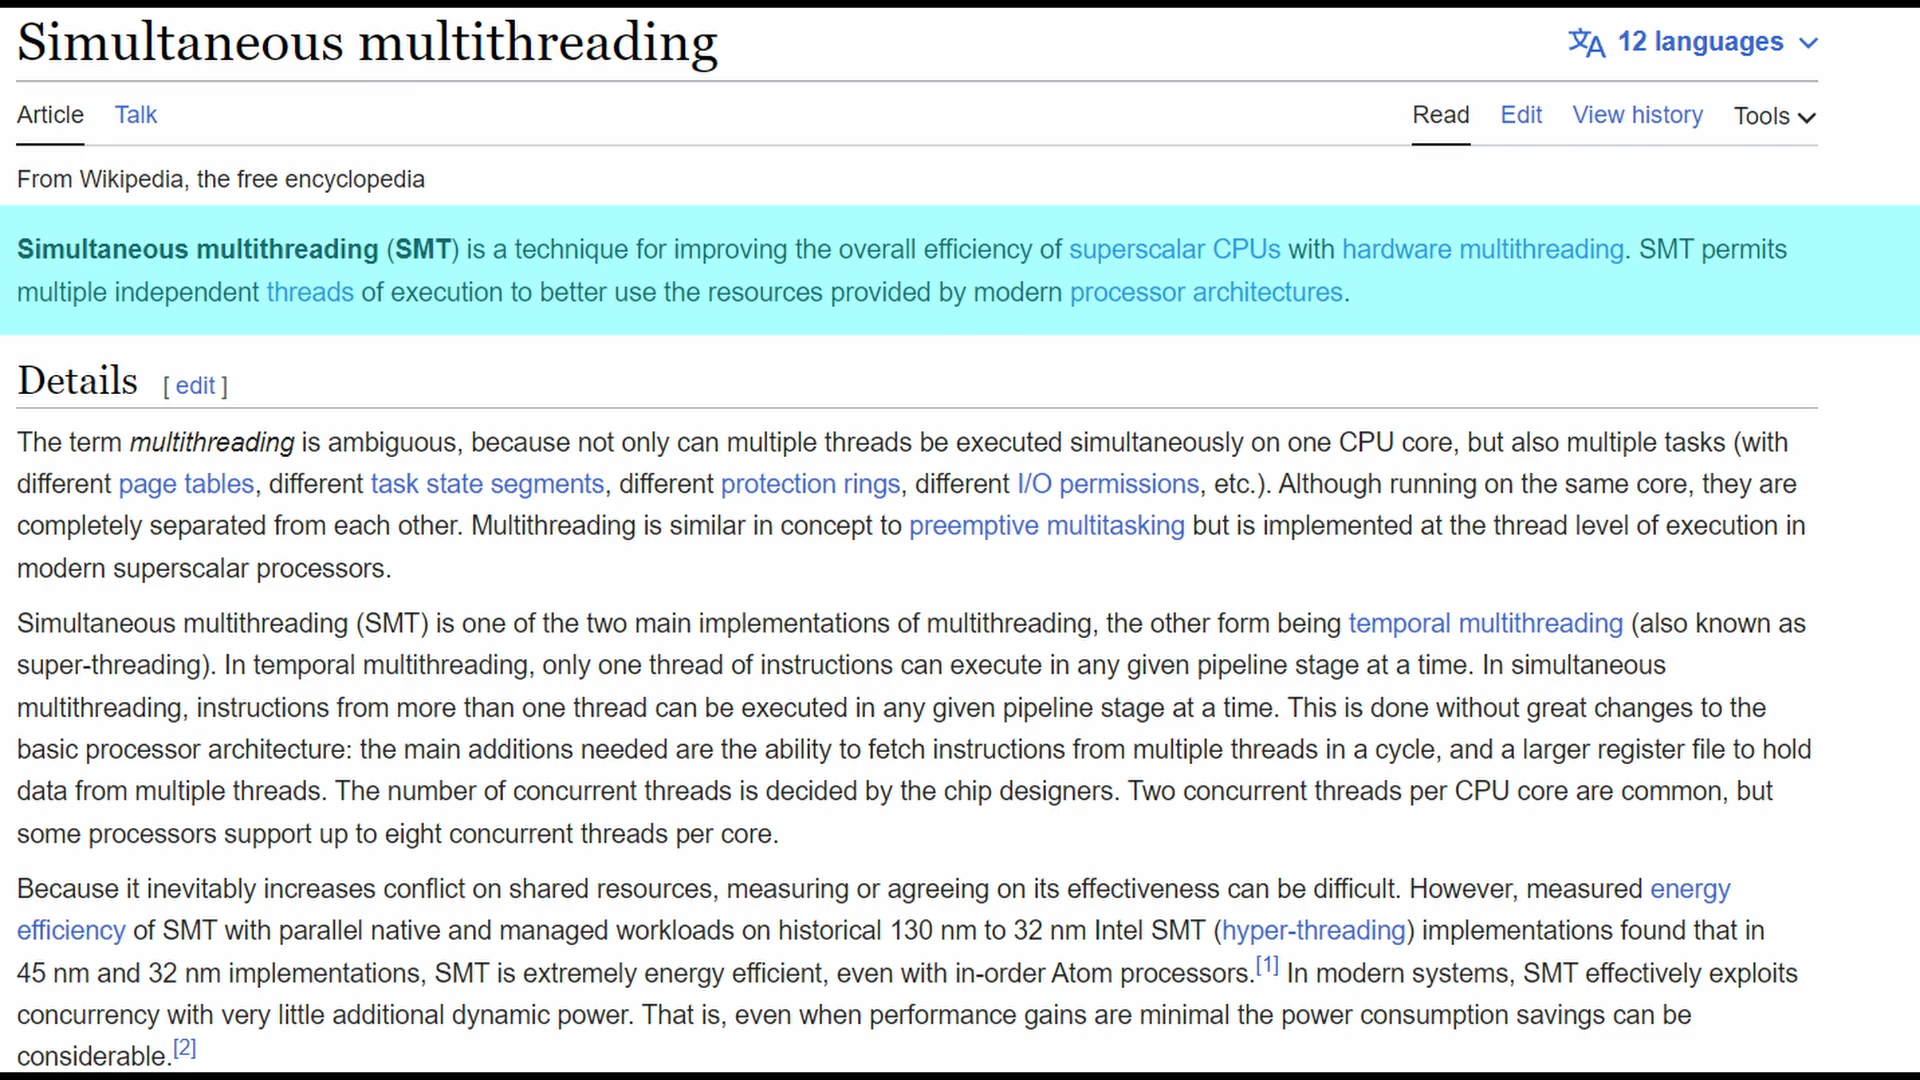 Simultaneous multithreading
12 languages
Article Talk
Read Edit View history Tools
From Wikipedia, the free encyclopedia
Simultaneous multithreading (SMT) is a technique for improving the overall efficiency of superscalar CPUs with hardware multithreading. SMT permits
multiple independent threads of execution to better use the resources provided by modern processor architectures.
Details [ edit ]
The term multithreading is ambiguous, because not only can multiple threads be executed simultaneously on one CPU core, but also multiple tasks (with
different page tables, different task state segments, different protection rings, different I/O permissions, etc.). Although running on the same core, they are
completely separated from each other. Multithreading is similar in concept to preemptive multitasking but is implemented at the thread level of execution in
modern superscalar processors.
Simultaneous multithreading (SMT) is one of the two main implementations of multithreading, the other form being temporal multithreading (also known as
super-threading). In temporal multithreading, only one thread of instructions can execute in any given pipeline stage at a time. In simultaneous
multithreading, instructions from more than one thread can be executed in any given pipeline stage at a time. This is done without great changes to the
basic processor architecture: the main additions needed are the ability to fetch instructions from multiple threads in a cycle, and a larger register file to hold
data from multiple threads. The number of concurrent threads is decided by the chip designers. Two concurrent threads per CPU core are common, but
some processors support up to eight concurrent threads per core.
Because it inevitably increases conflict on shared resources, measuring or agreeing on its effectiveness can be difficult. However, measured energy
efficiency of SMT with parallel native and managed workloads on historical 130 nm to 32 nm Intel SMT (hyper-threading) implementations found that in
45 nm and 32 nm implementations, SMT is extremely energy efficient, even with in-order Atom processors.[1] In modern systems, SMT effectively exploits
concurrency with very little additional dynamic power. That is, even when performance gains are minimal the power consumption savings can be
considerable.[2]